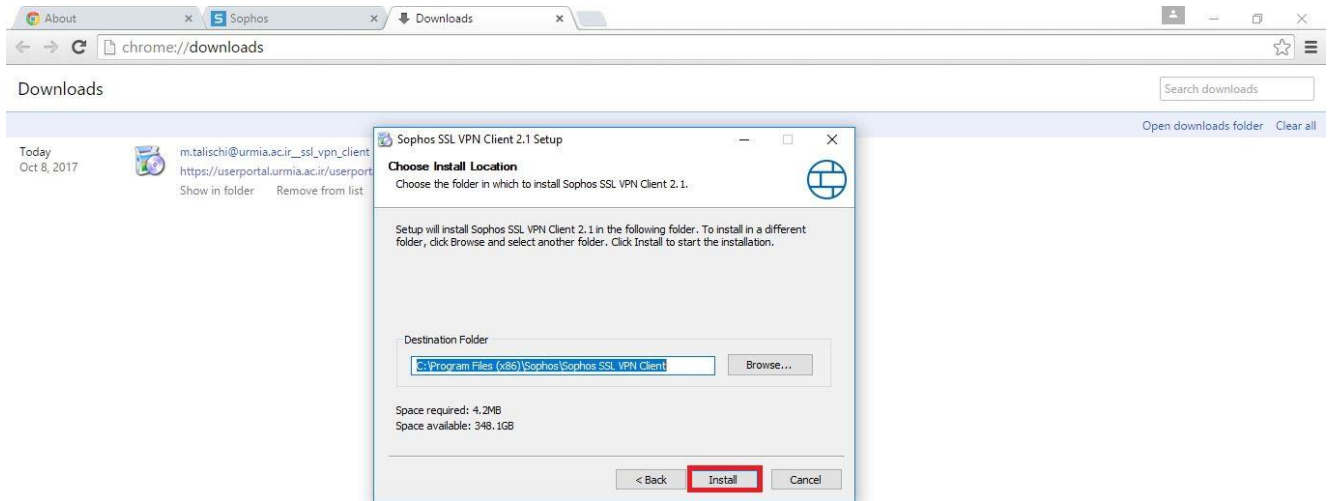 About
Sophos
Downloads
chrome://downloads
Downloads
Search downloads
Open downloads folder Clear all
Today
Oct 8, 2017
m.talischi@urmia.ac.ir__ssl_vpn_client
https://userportal.urmia.ac.ir/userport
Show in folder Remove from list
Sophos SSL VPN Client 2.1 Setup
Choose Install Location
Choose the folder in which to install Sophos SSL VPN Client 2.1.
Setup will install Sophos SSL VPN Client 2.1 in the following folder. To install in a different
folder, click Browse and select another folder. Click Install to start the installation.
Destination Folder
C:\Program Files (x86)\Sophos\Sophos SSL VPN Client
Browse...
Space required: 4.2MB
Space available: 348.1GB
< Back Install Cancel